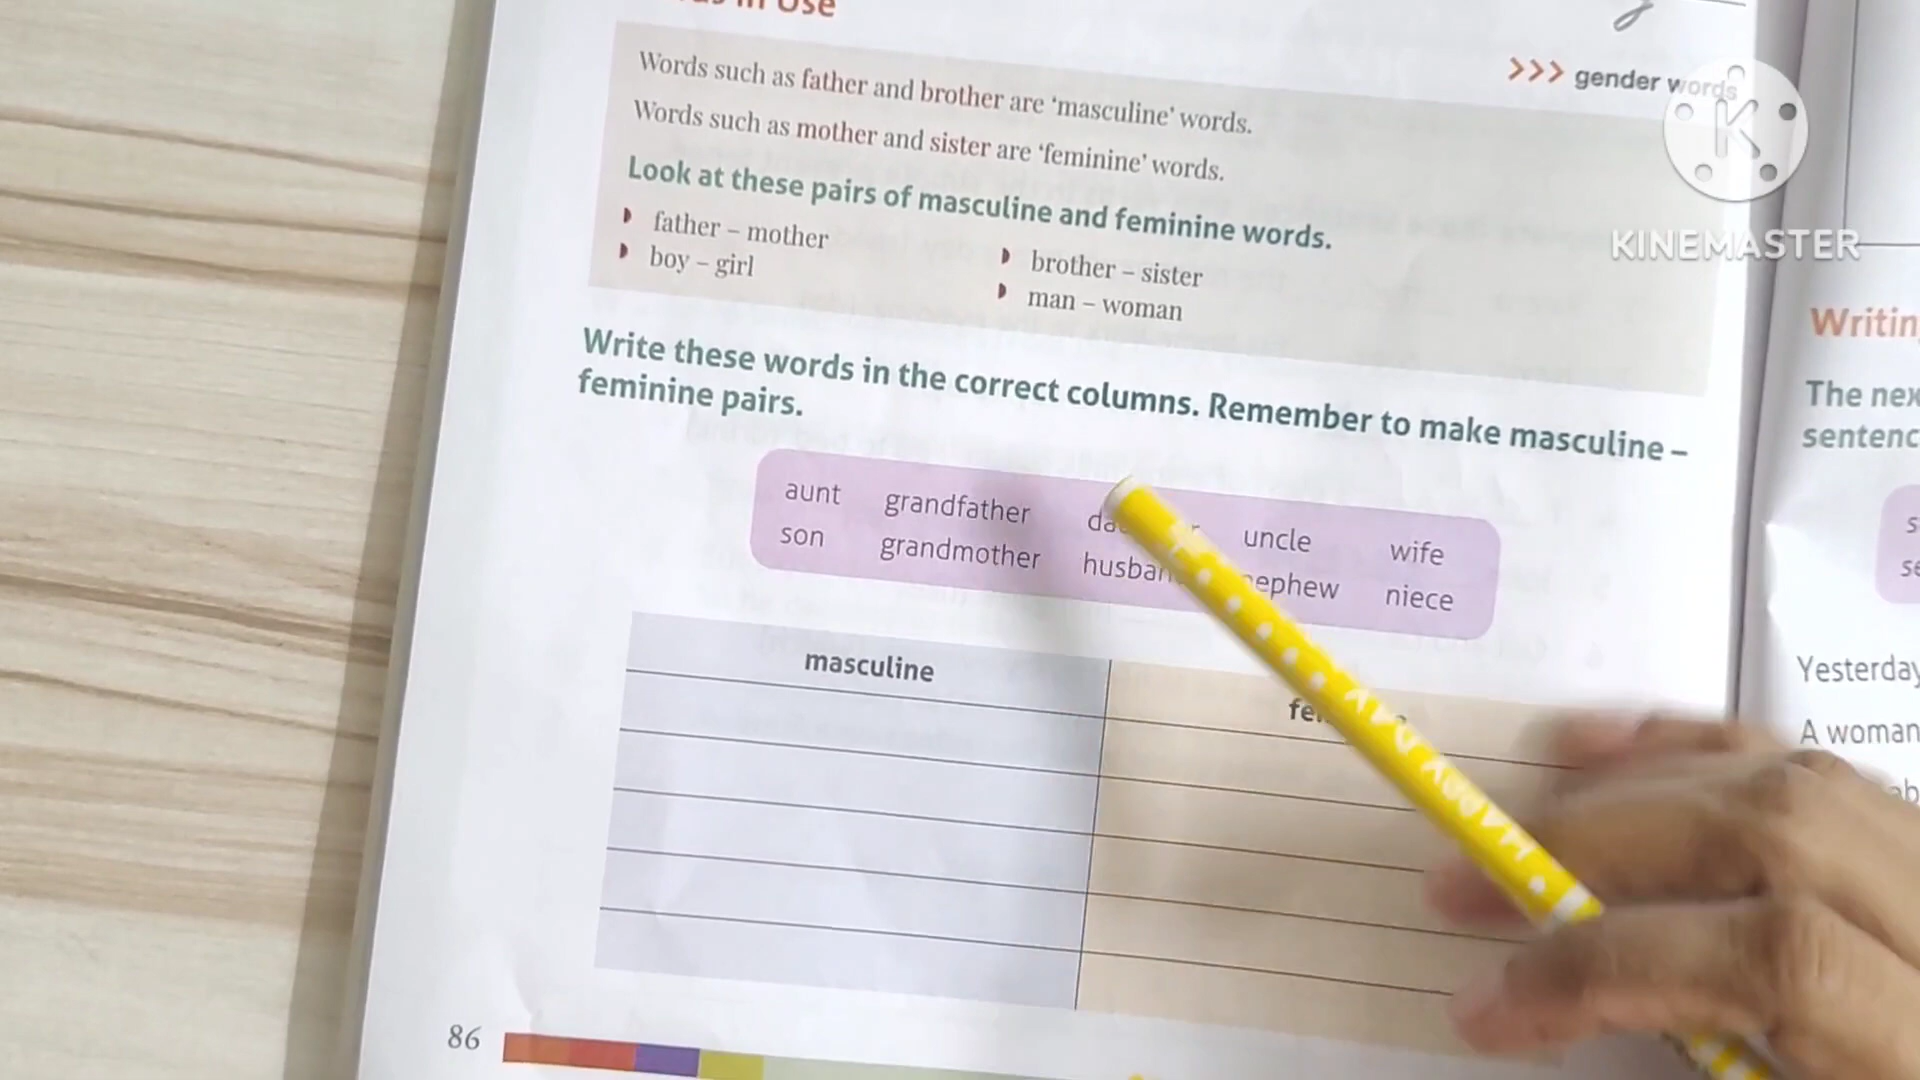 in Use
>>> gender words
Words such as father and brother are ‘masculine’ words.
Words such as mother and sister are ‘feminine’ words.
Look at these pairs of masculine and feminine words.
father – mother
brother – sister
boy – girl
man – woman
Write these words in the correct columns. Remember to make masculine –
feminine pairs.
aunt grandfather uncle wife
son grandmother niece
masculine
86
K
KINEMASTER
The
Yesterday
A woman